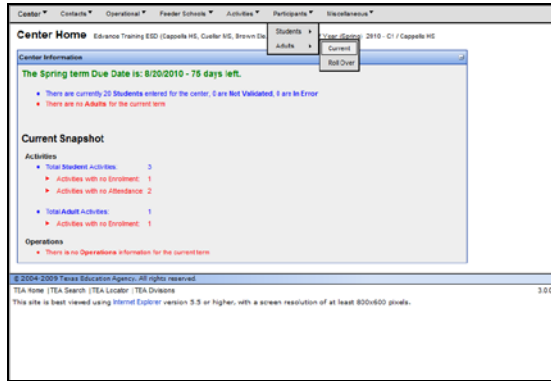 Center Contacts Operational Feeder Schools Activities Participants Miscellaneous
Center Home Edvance Training ESD (Cappella HS, Cuellar MS, Brown Ele. Year (Spring) 2010 - C1 / Cappella HS
Students
Adults
Current
Roll Over
Center Information
The Spring term Due Date is: 8/20/2010 - 75 days left.
There are currently 20 Students entered for the center, 0 are Not Validated, 0 are In Error
There are no Adults for the current term
Current Snapshot
Activities
Total Student Activities: 3
Activities with no Enrollment: 1
Activities with no Attendance: 2
Total Adult Activities: 1
Activities with no Enrollment: 1
Operations
There is no Operations information for the current term
© 2004-2009 Texas Education Agency. All rights reserved.
TEA Home | TEA Search | TEA Locator | TEA Divisions 3.0.0
This site is best viewed using Internet Explorer version 5.5 or higher, with a screen resolution of at least 800x600 pixels.